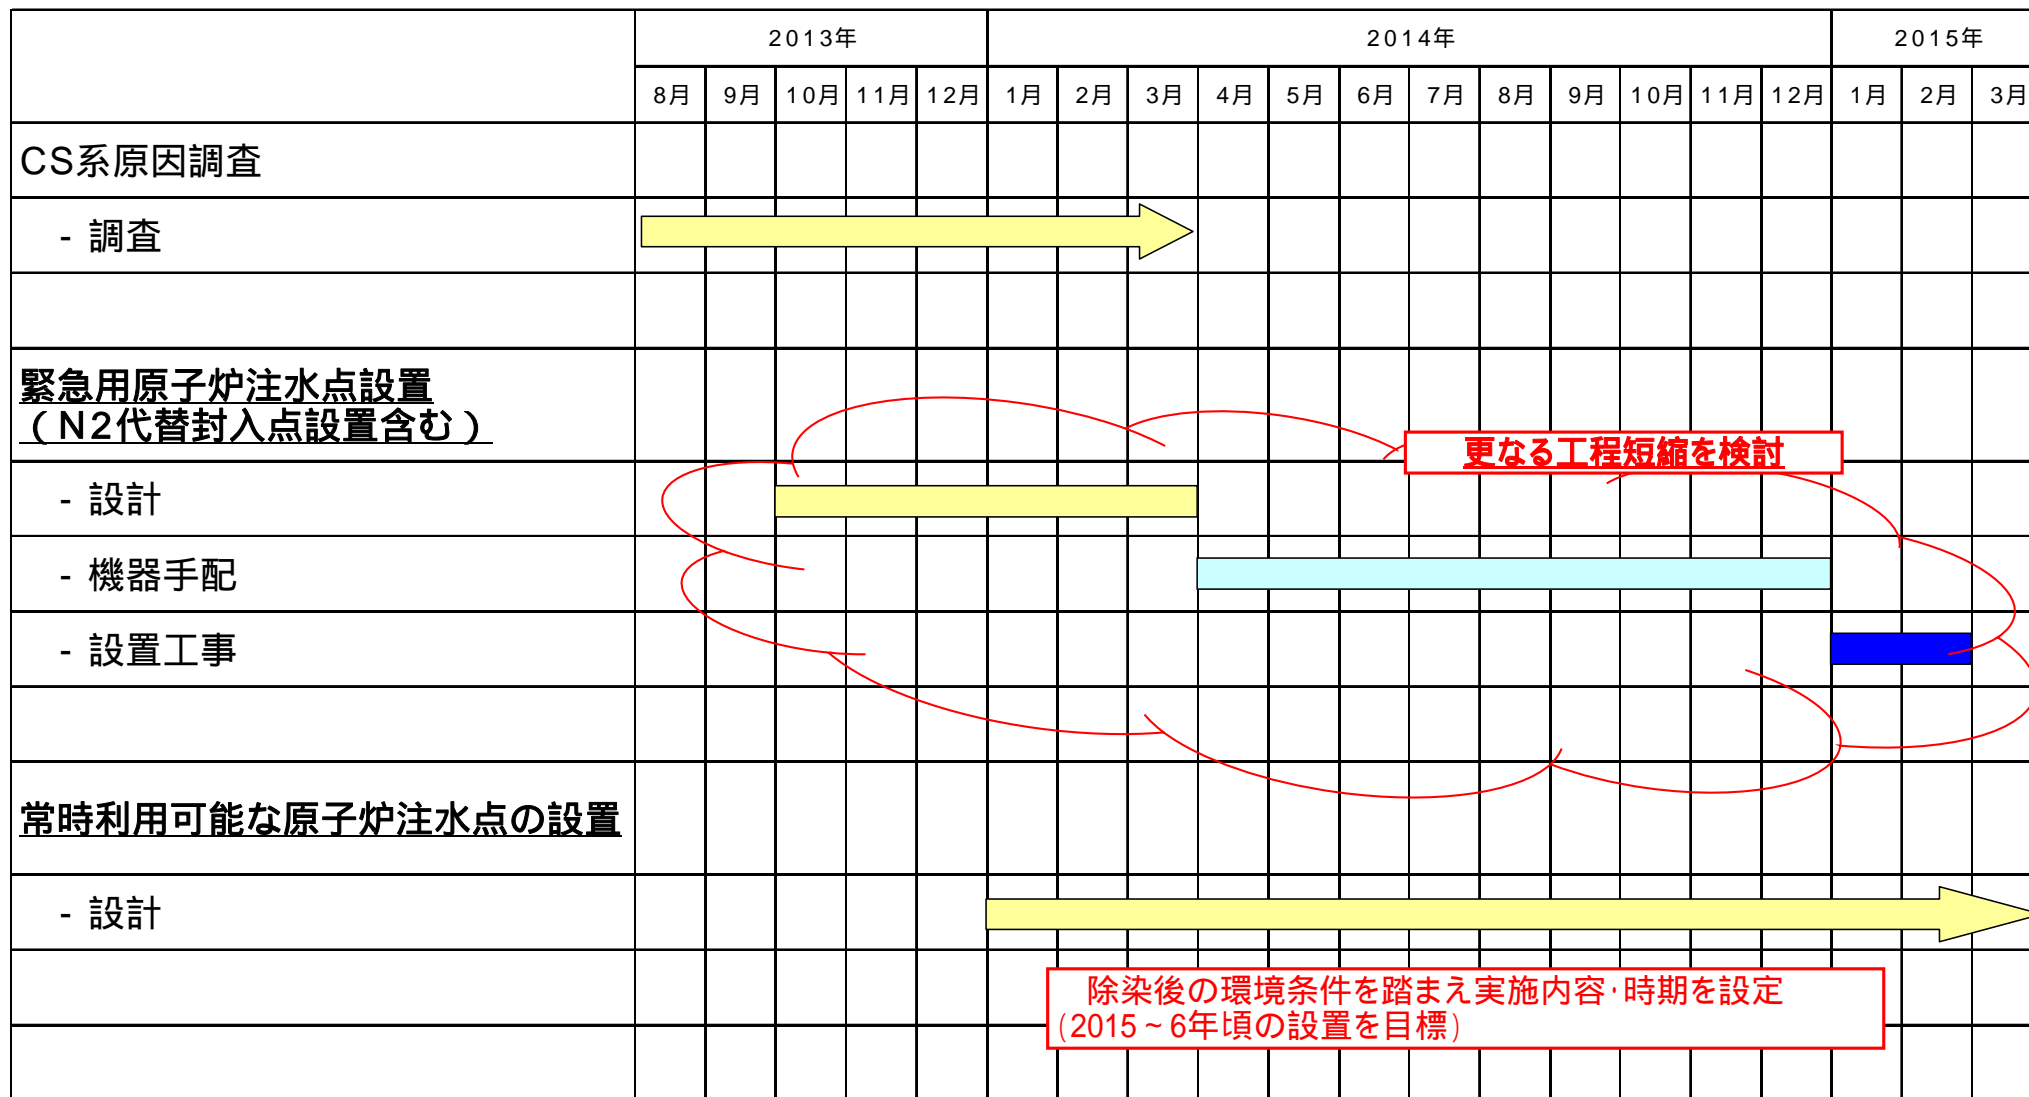 2013年 2014年 2015年
8月 9月 10月 11月 12月 1月 2月 3月 4月 5月 6月 7月 8月 9月 10月 11月 12月 1月 2月 3月
CS系原因調査
- 調査
緊急用原子炉注水点設置
(N2代替封入点設置含む)
更なる工程短縮を検討
- 設計
- 機器手配
- 設置工事
常時利用可能な原子炉注水点の設置
- 設計
除染後の環境条件を踏まえ実施内容・時期を設定
(2015~6年頃の設置を目標)